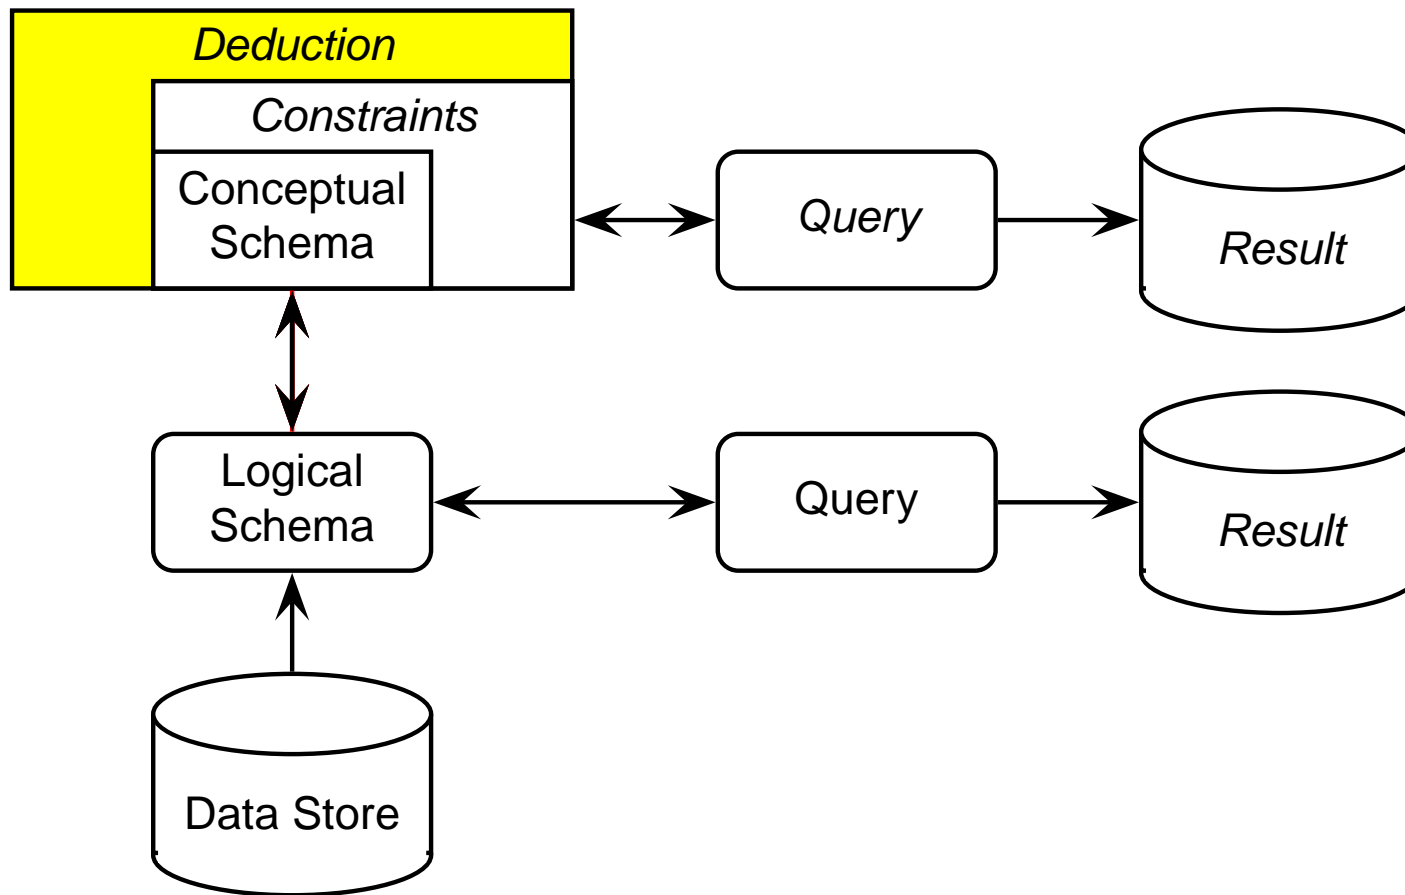 Deduction
Constraints
Conceptual
Schema
Query
Result
Logical
Schema
Query
Result
Data Store